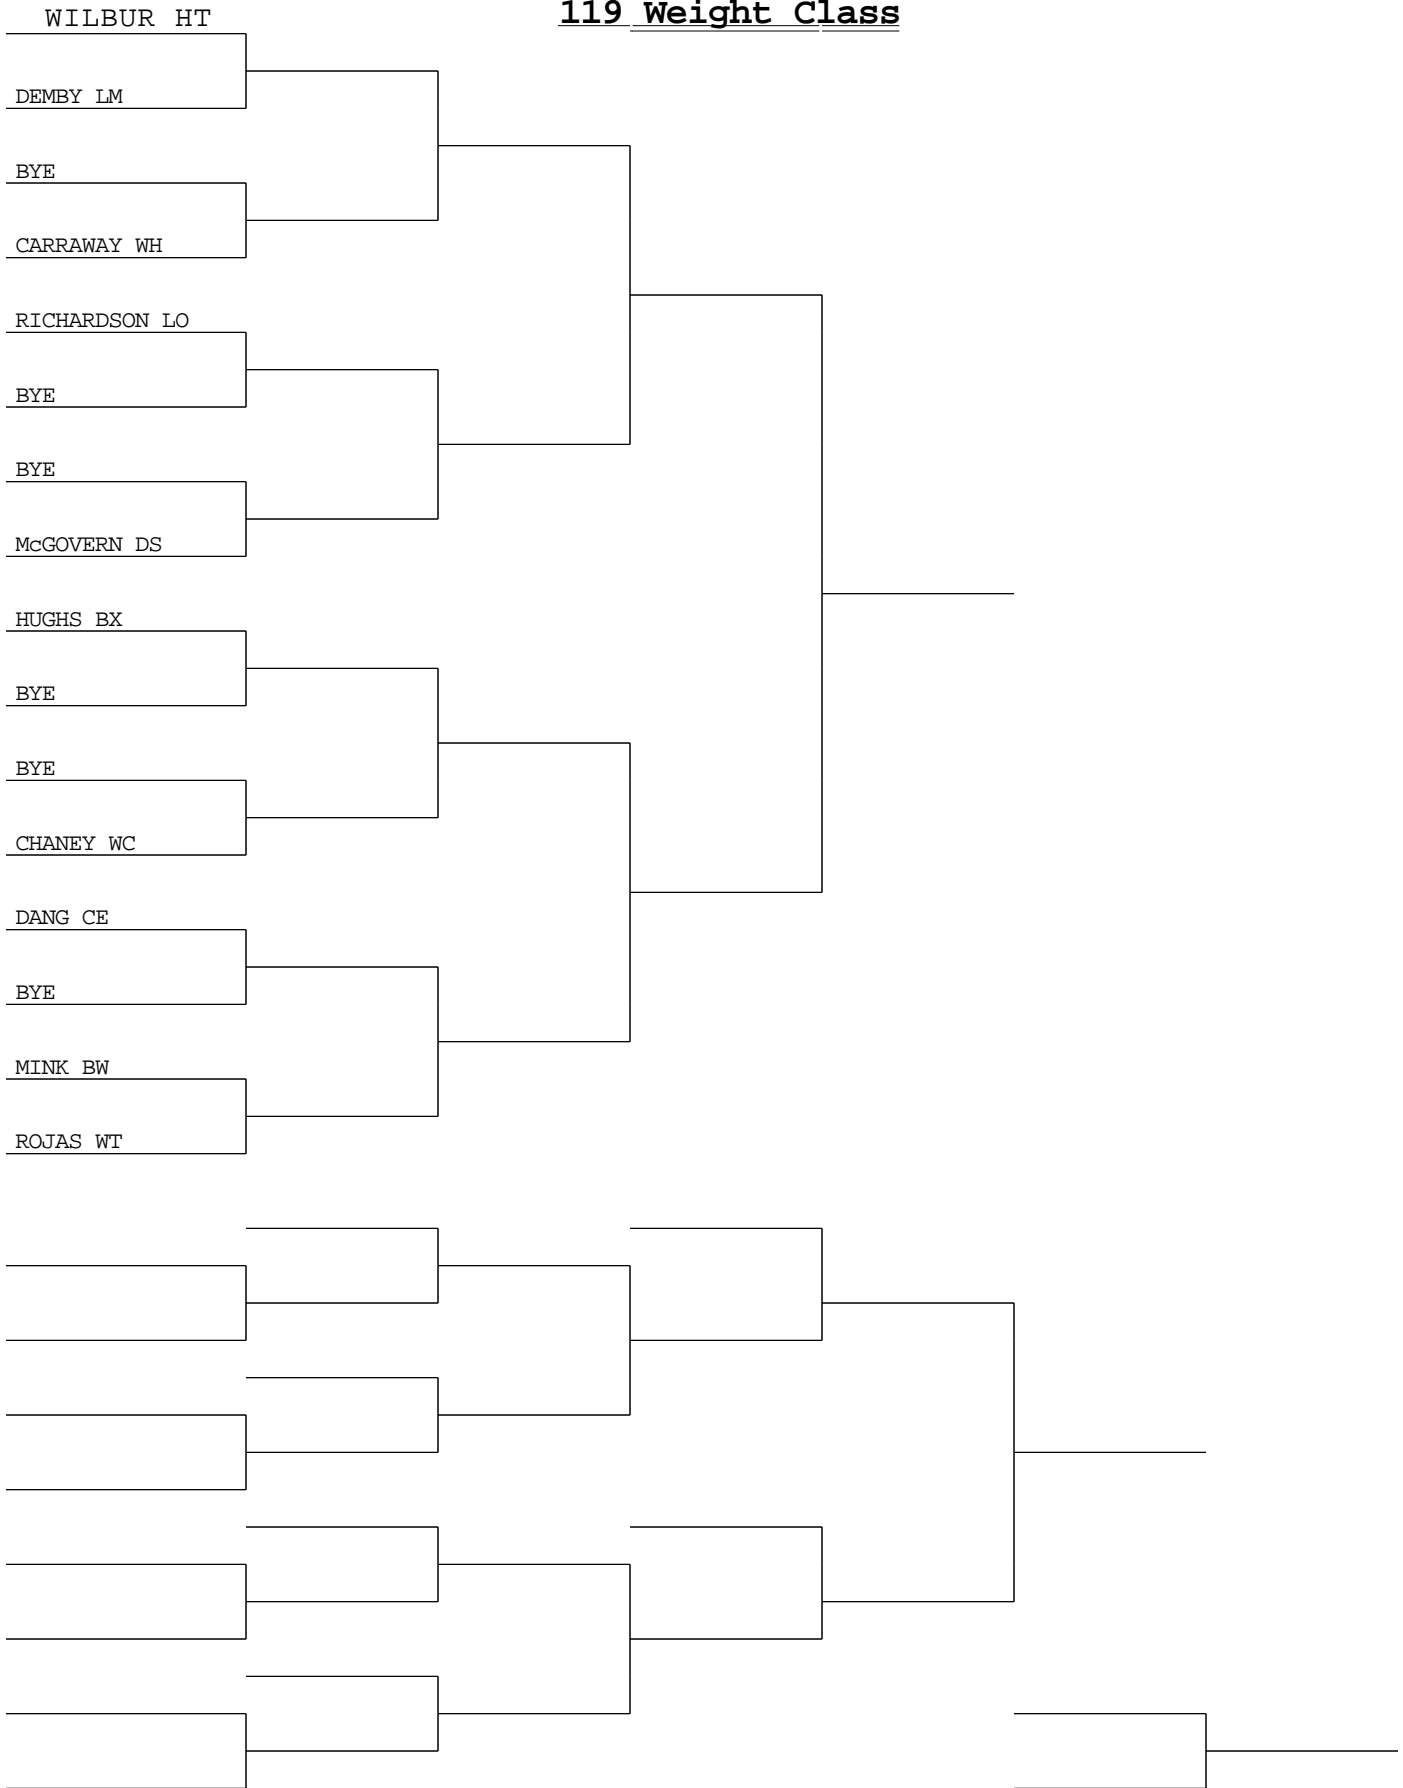 119 Weight Class
WILBUR HT
DEMBY LM
BYE
CARRAWAY WH
RICHARDSON LO
BYE
BYE
McGOVERN DS
HUGHS BX
BYE
BYE
CHANEY WC
DANG CE
BYE
MINK BW
ROJAS WT